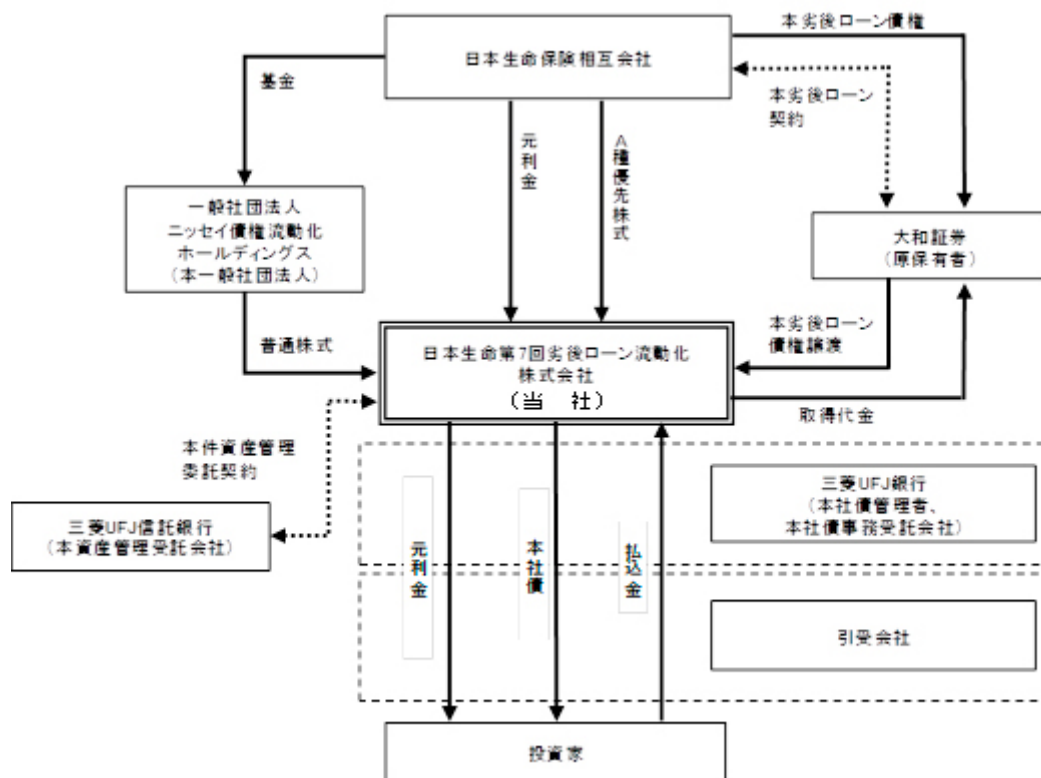 本劣後ローン債権
日本生命保険相互会社
基金
本劣後ローン
契約
元利金
A種優先株式
一般社団法人
ニッセイ債権流動化
ホールディングス
（本一般社団法人）
大和証券
（原保有者）
普通株式
本劣後ローン
債権譲渡
日本生命第7回劣後ローン流動化
株式会社
（当　社）
取得代金
本件資産管理
委託契約
三菱UFJ銀行
（本社債管理者、
本社債事務受託会社）
三菱UFJ信託銀行
（本資産管理受託会社）
元利金
本社債
払込金
引受会社
投資家